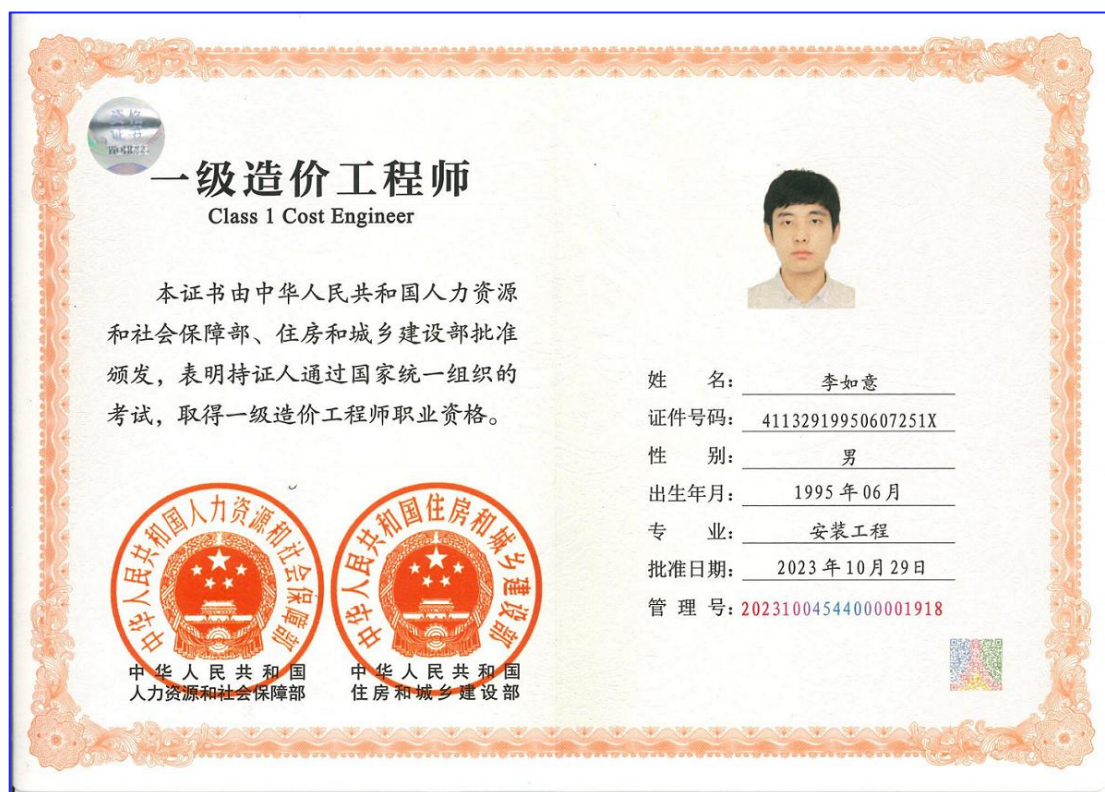 资格
证书
一级造价工程师
Class 1 Cost Engineer
本证书由中华人民共和国人力资源
和社会保障部、住房和城乡建设部批准
颁发，表明持证人通过国家统一组织的
考试，取得一级造价工程师职业资格。
中华人民共和国人力资源和社会保障部
中华人民共和国住房和城乡建设部
中华人民共和国
人力资源和社会保障部
中华人民共和国
住房和城乡建设部
姓 名： 李如意
证件号码： 41132919950607251X
性 别： 男
出生年月： 1995年06月
专 业： 安装工程
批准日期： 2023年10月29日
管 理 号： 20231004544000001918